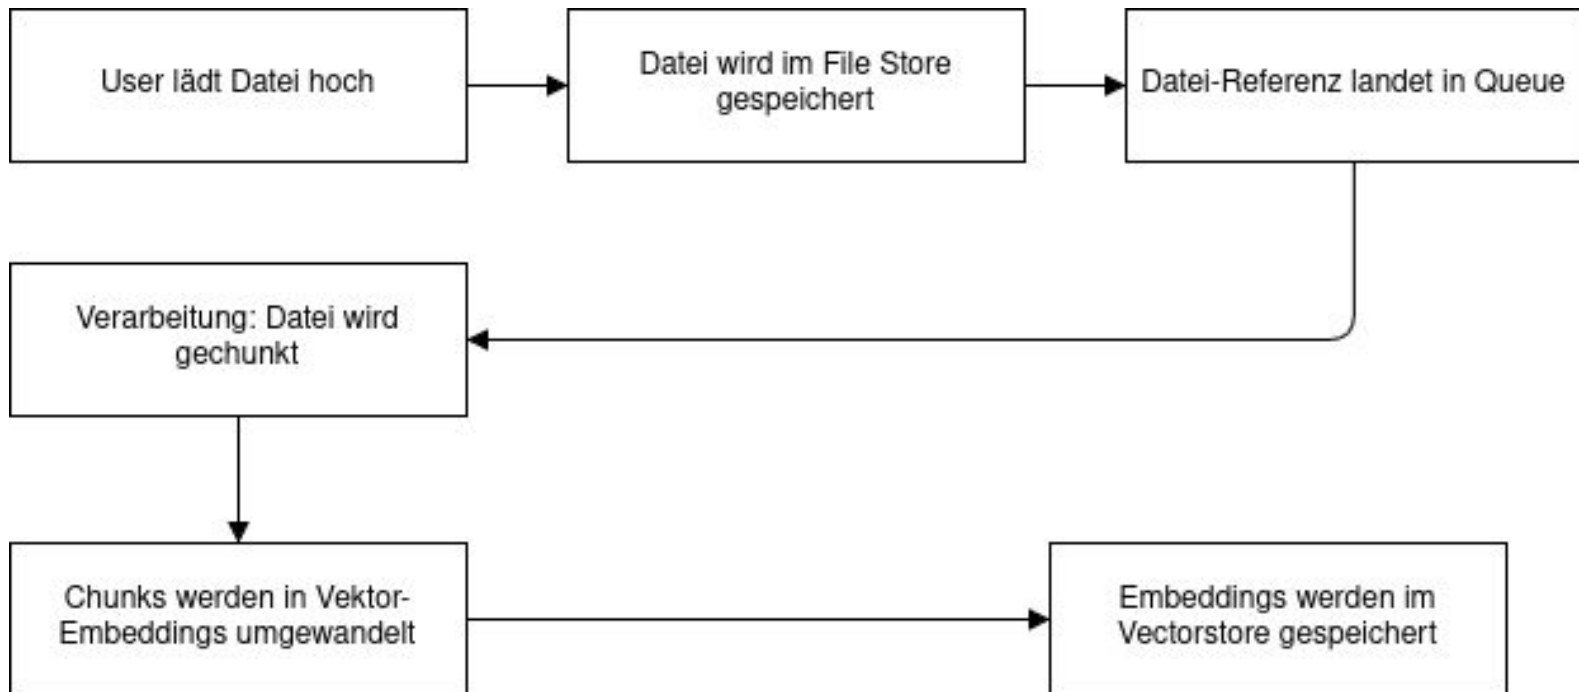 User lädt Datei hoch
Datei wird im File Store
gespeichert
Datei-Referenz landet in Queue
Verarbeitung: Datei wird
gechunkt
Chunks werden in Vektor-
Embeddings umgewandelt
Embeddings werden im
Vectorstore gespeichert